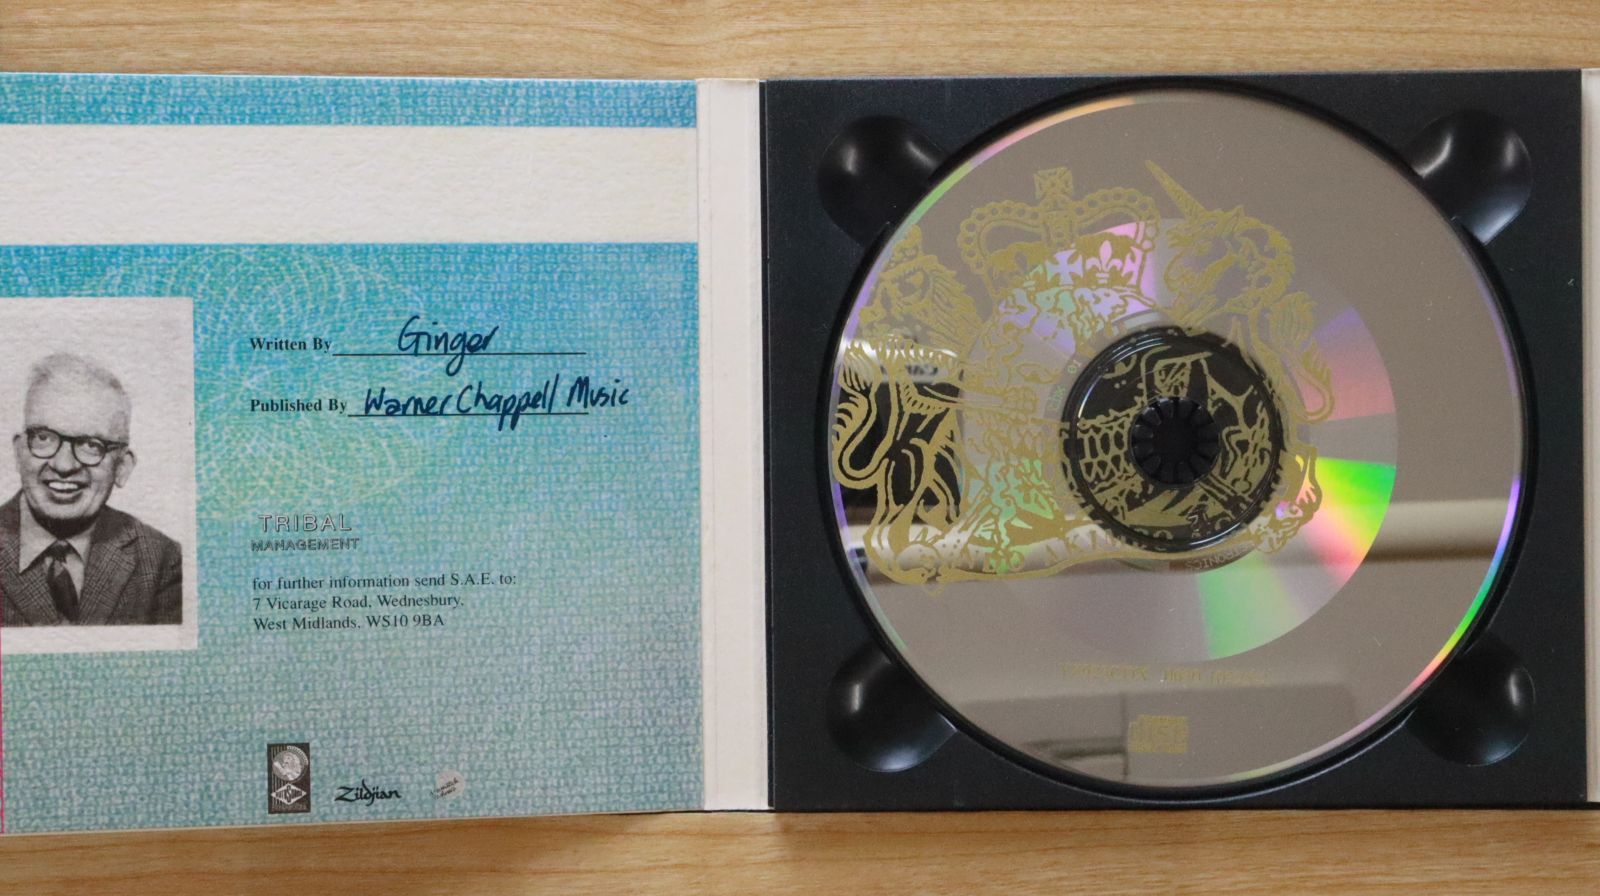 Written By Ginger
Published By Warner Chappell Music
TRIBAL
MANAGEMENT
for further information send S.A.E. to:
7 Vicarage Road, Wednesbury,
West Midlands, WS10 9BA
Zildjian